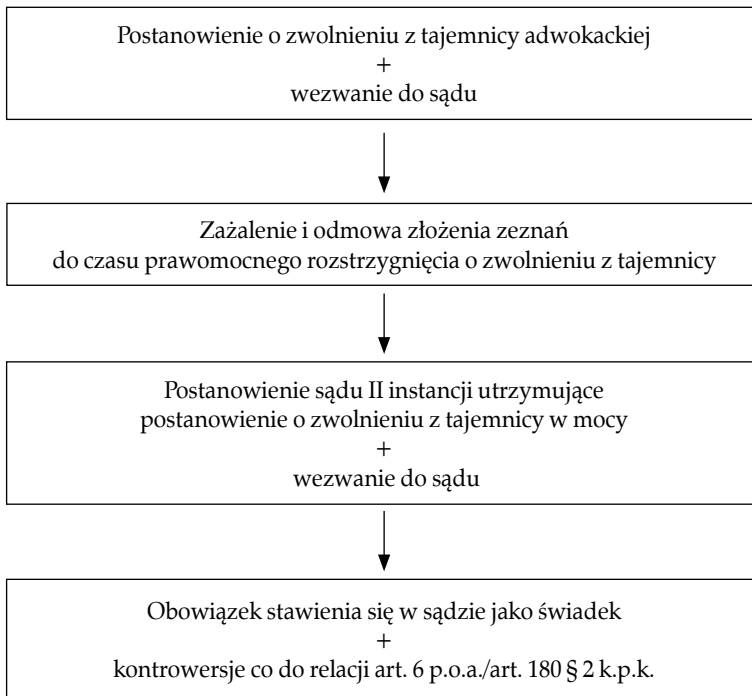 Postanowienie o zwolnieniu z tajemnicy adwokackiej
+
wezwanie do sądu
Zażalenie i odmowa złożenia zeznań
do czasu prawomocnego rozstrzygnięcia o zwolnieniu z tajemnicy
Postanowienie sądu II instancji utrzymujące
postanowienie o zwolnieniu z tajemnicy w mocy
+
wezwanie do sądu
Obowiązek stawienia się w sądzie jako świadek
+
kontrowersje co do relacji art. 6 p.o.a./art. 180 § 2 k.p.k.